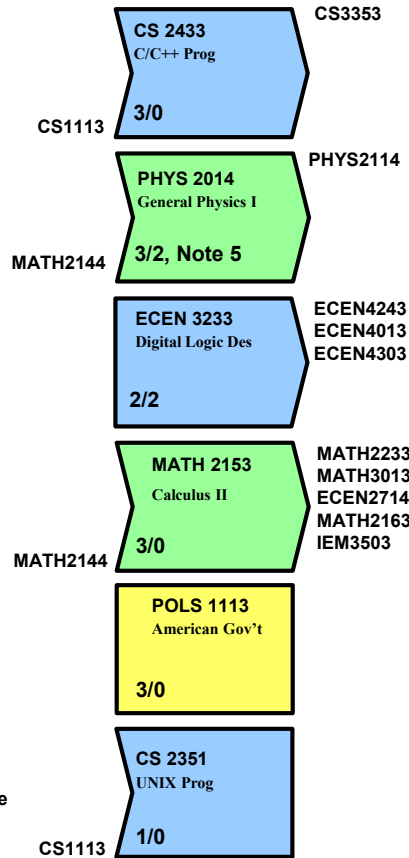 CS3353
CS 2433
C/C++ Prog
3/0
CS1113
PHYS2114
PHYS 2014
General Physics I
3/2, Note 5
MATH2144
ECEN4243
ECEN4013
ECEN4303
ECEN 3233
Digital Logic Des
2/2
MATH2233
MATH3013
ECEN2714
MATH2163
IEM3503
MATH 2153
Calculus II
3/0
MATH2144
POLS 1113
American Gov't
3/0
CS 2351
UNIX Prog
e
1/0
CS1113